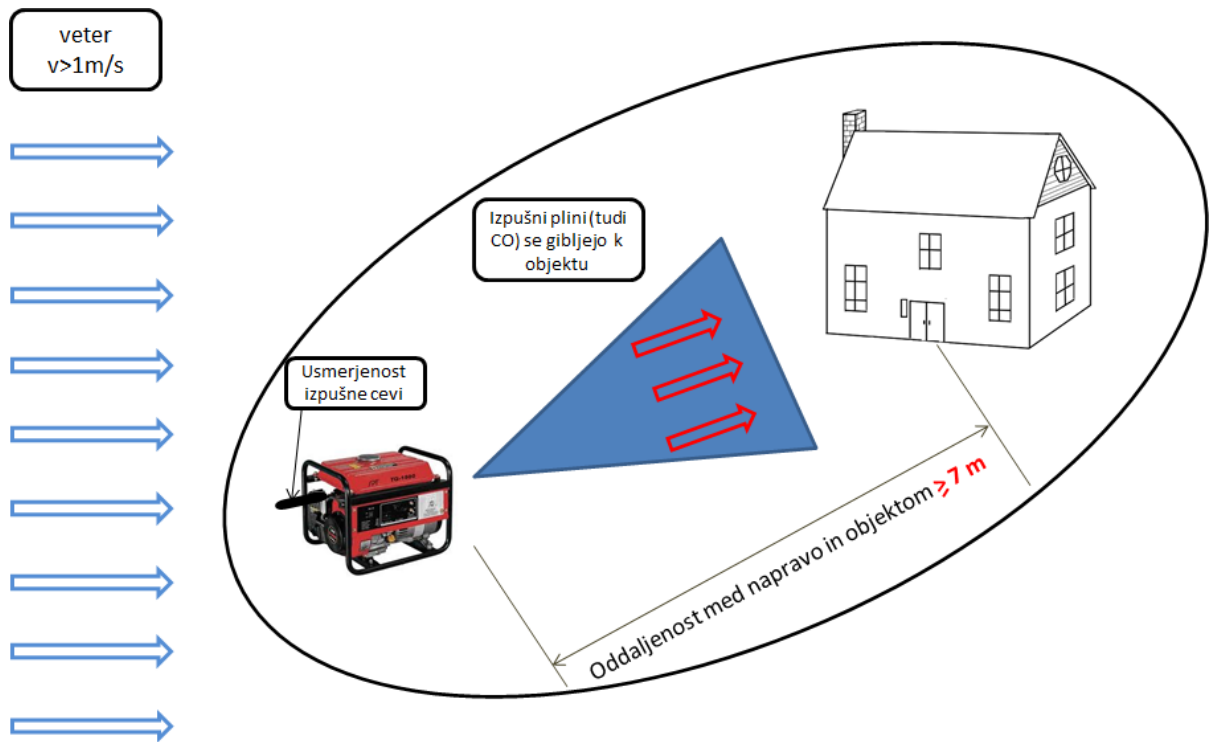 veter
v>1m/s
Izpušni plini (tudi
CO) se gibljejo k
objektu
Usmerjenost
izpušne cevi
Oddaljenost med napravo in objektom ⩾ 7 m